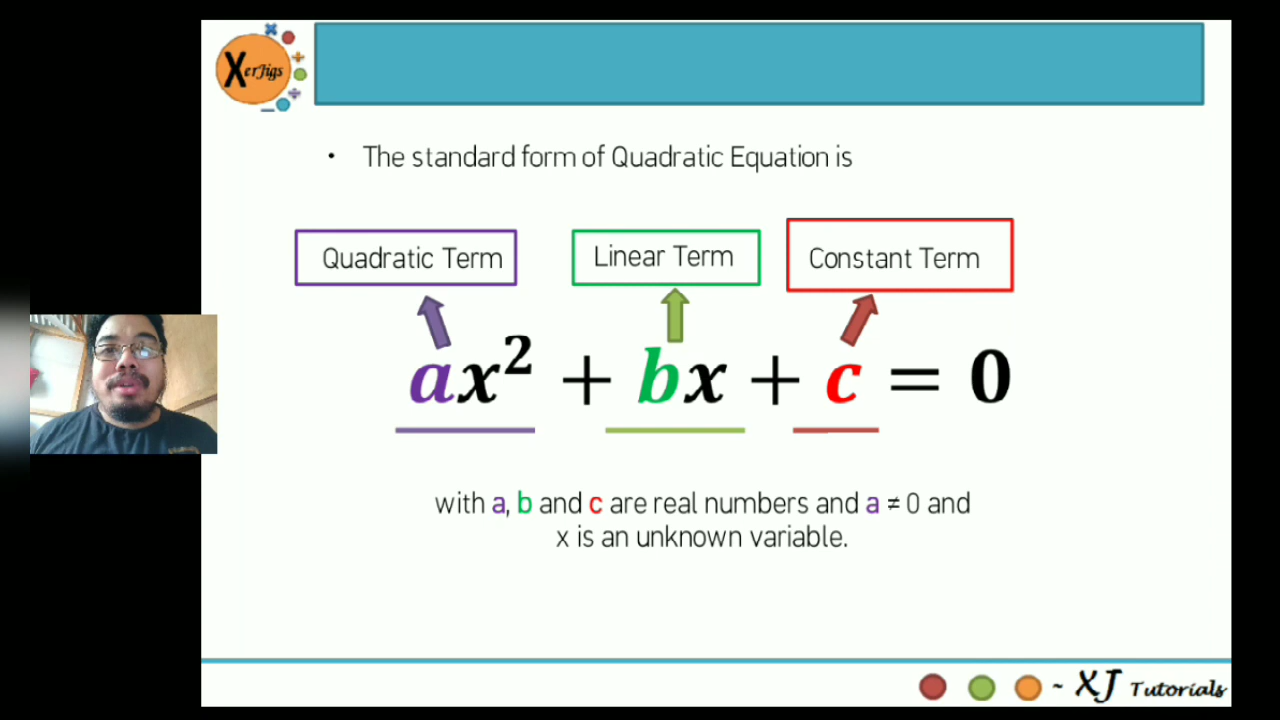 XerJigs
• The standard form of Quadratic Equation is
Quadratic Term Linear Term Constant Term
ax² + bx + c = 0
with a, b and c are real numbers and a ≠ 0 and
x is an unknown variable.
~ XJ Tutorials